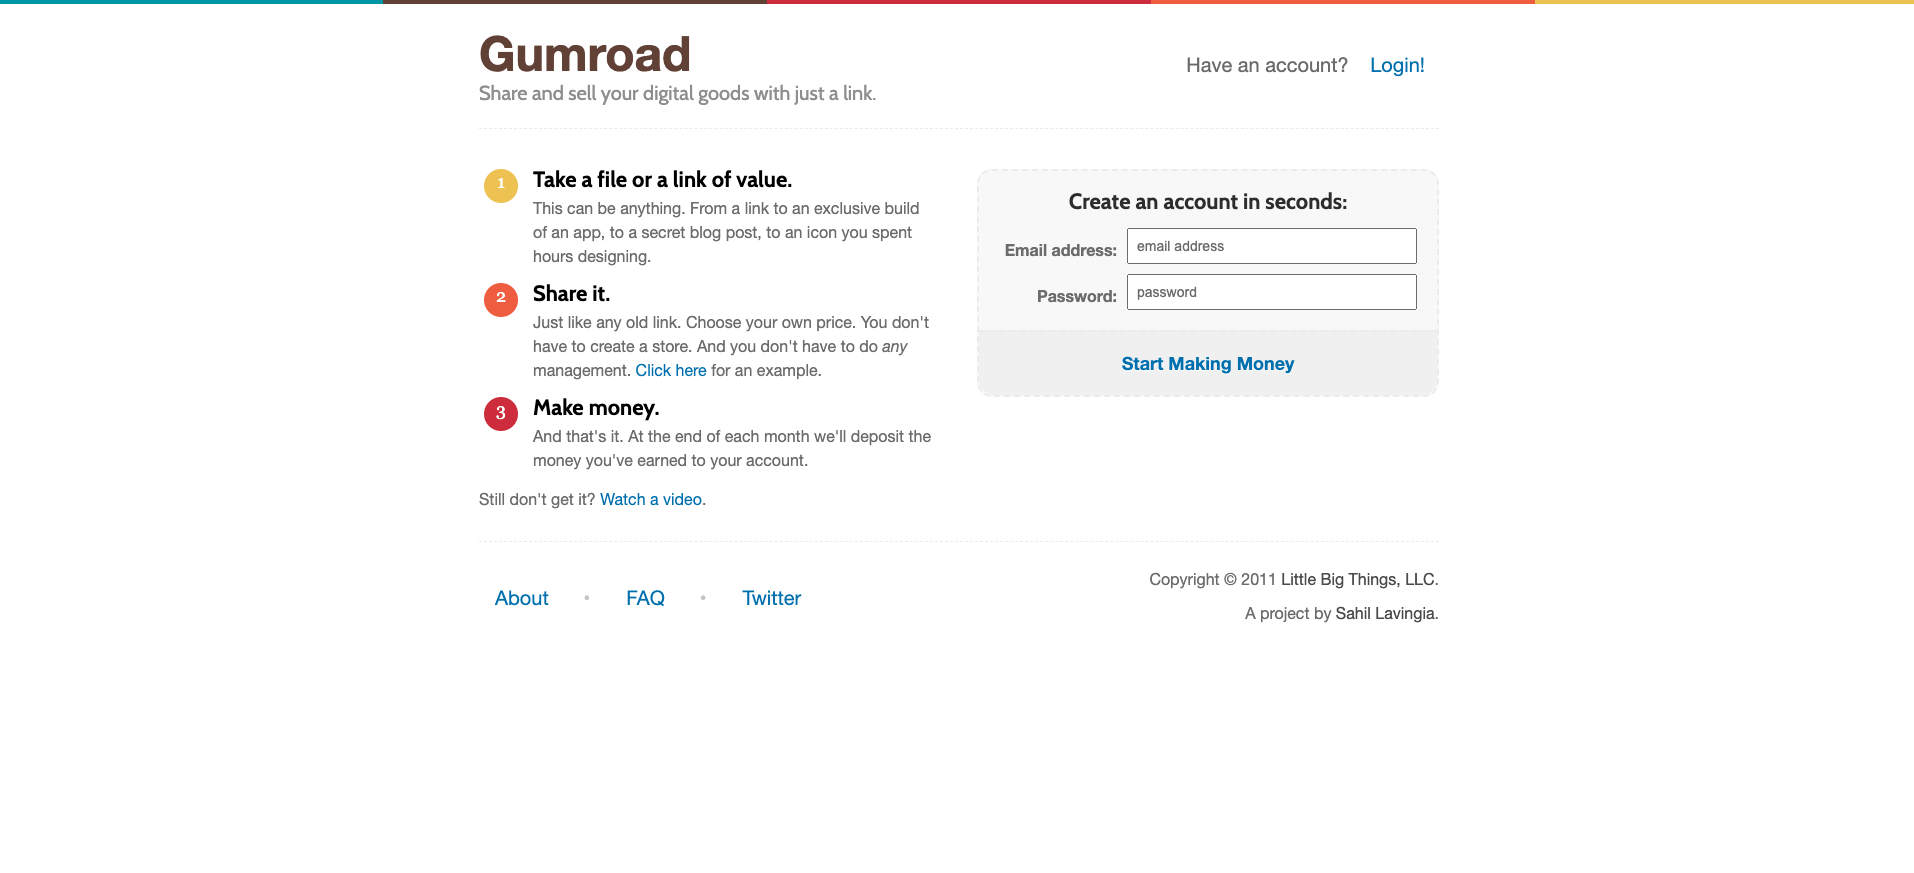 Gumroad
Share and sell your digital goods with just a link.
Have an account? Login!
1
Take a file or a link of value.
This can be anything. From a link to an exclusive build
of an app, to a secret blog post, to an icon you spent
hours designing.
2
Share it.
Just like any old link. Choose your own price. You don't
have to create a store. And you don't have to do any
management. Click here for an example.
3
Make money.
And that's it. At the end of each month we'll deposit the
money you've earned to your account.
Still don't get it? Watch a video.
Create an account in seconds:
Email address: email address
Password: password
Start Making Money
About • FAQ • Twitter
Copyright © 2011 Little Big Things, LLC.
A project by Sahil Lavingia.